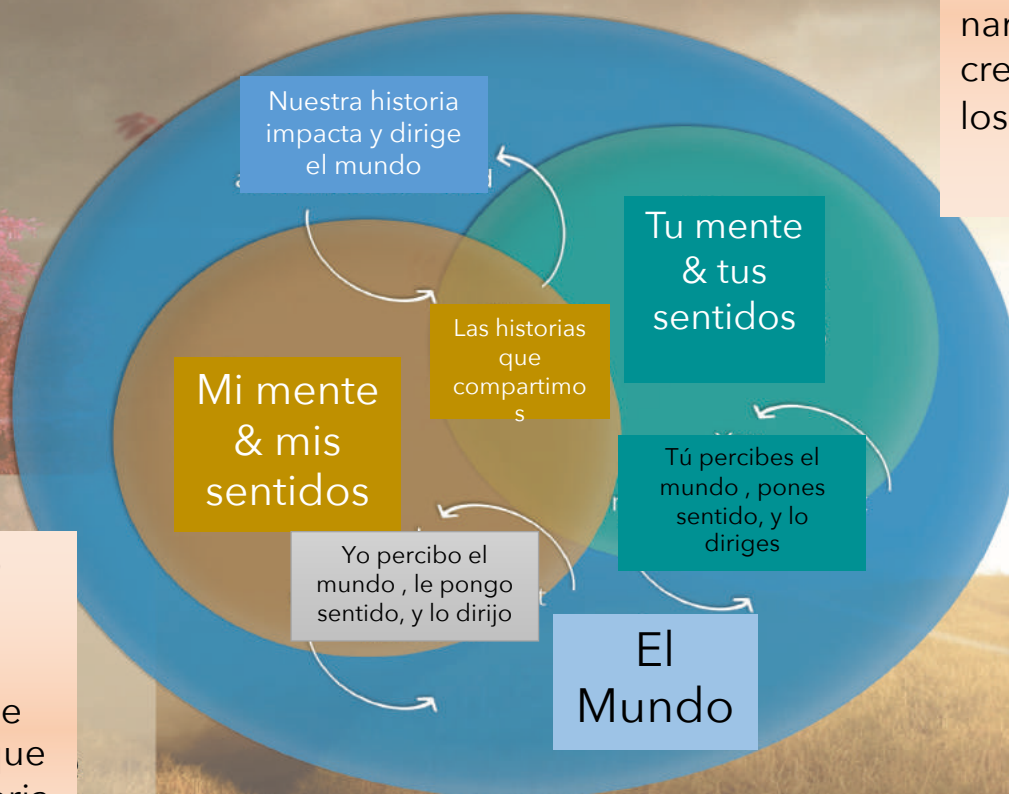 los
Nuestra historia
impacta y dirige
el mundo
Tu mente
& tus
sentidos
Las historias
que
compartimo
s
Mi mente
& mis
sentidos
Tú percibes el
mundo , pones
sentido, y lo
diriges
Yo percibo el
mundo , le pongo
sentido, y lo dirijo
El
Mundo